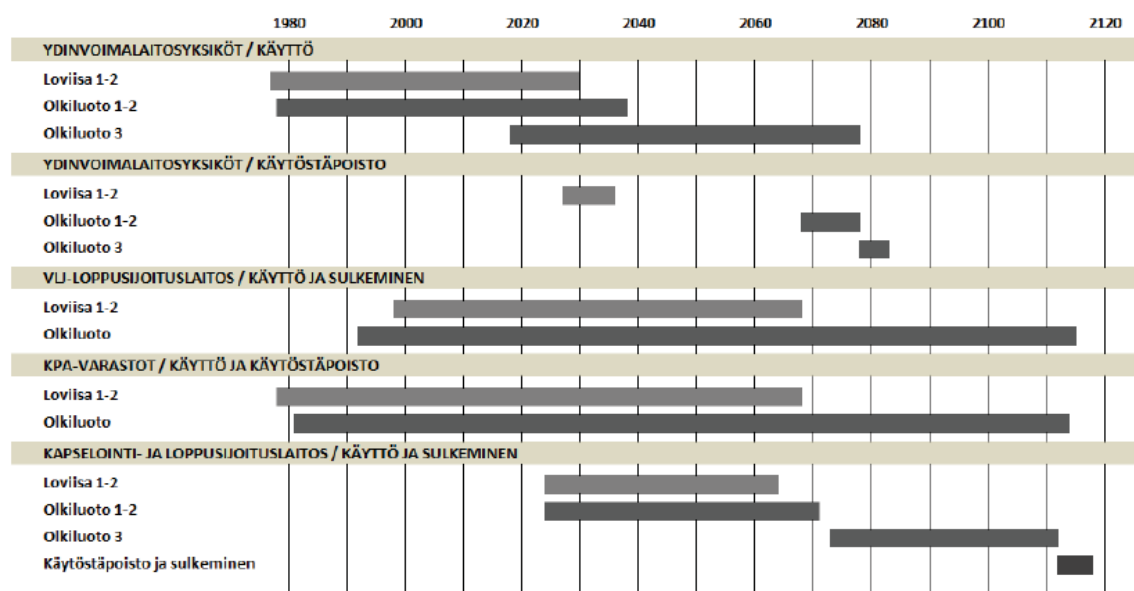 1980 2000 2020 2040 2060 2080 2100 2120
YDINVOIMALAITOSYKSIKÖT / KÄYTTÖ
Loviisa 1-2
Olkiluoto 1-2
Olkiluoto 3
YDINVOIMALAITOSYKSIKÖT / KÄYTÖSTÄPOISTO
Loviisa 1-2
Olkiluoto 1-2
Olkiluoto 3
VLJ-LOPPUSIJOITUSLAITOS / KÄYTTÖ JA SULKEMINEN
Loviisa 1-2
Olkiluoto
KPA-VARASTOT / KÄYTTÖ JA KÄYTÖSTÄPOISTO
Loviisa 1-2
Olkiluoto
KAPSELOINTI- JA LOPPUSIJOITUSLAITOS / KÄYTTÖ JA SULKEMINEN
Loviisa 1-2
Olkiluoto 1-2
Olkiluoto 3
Käytöstäpoisto ja sulkeminen